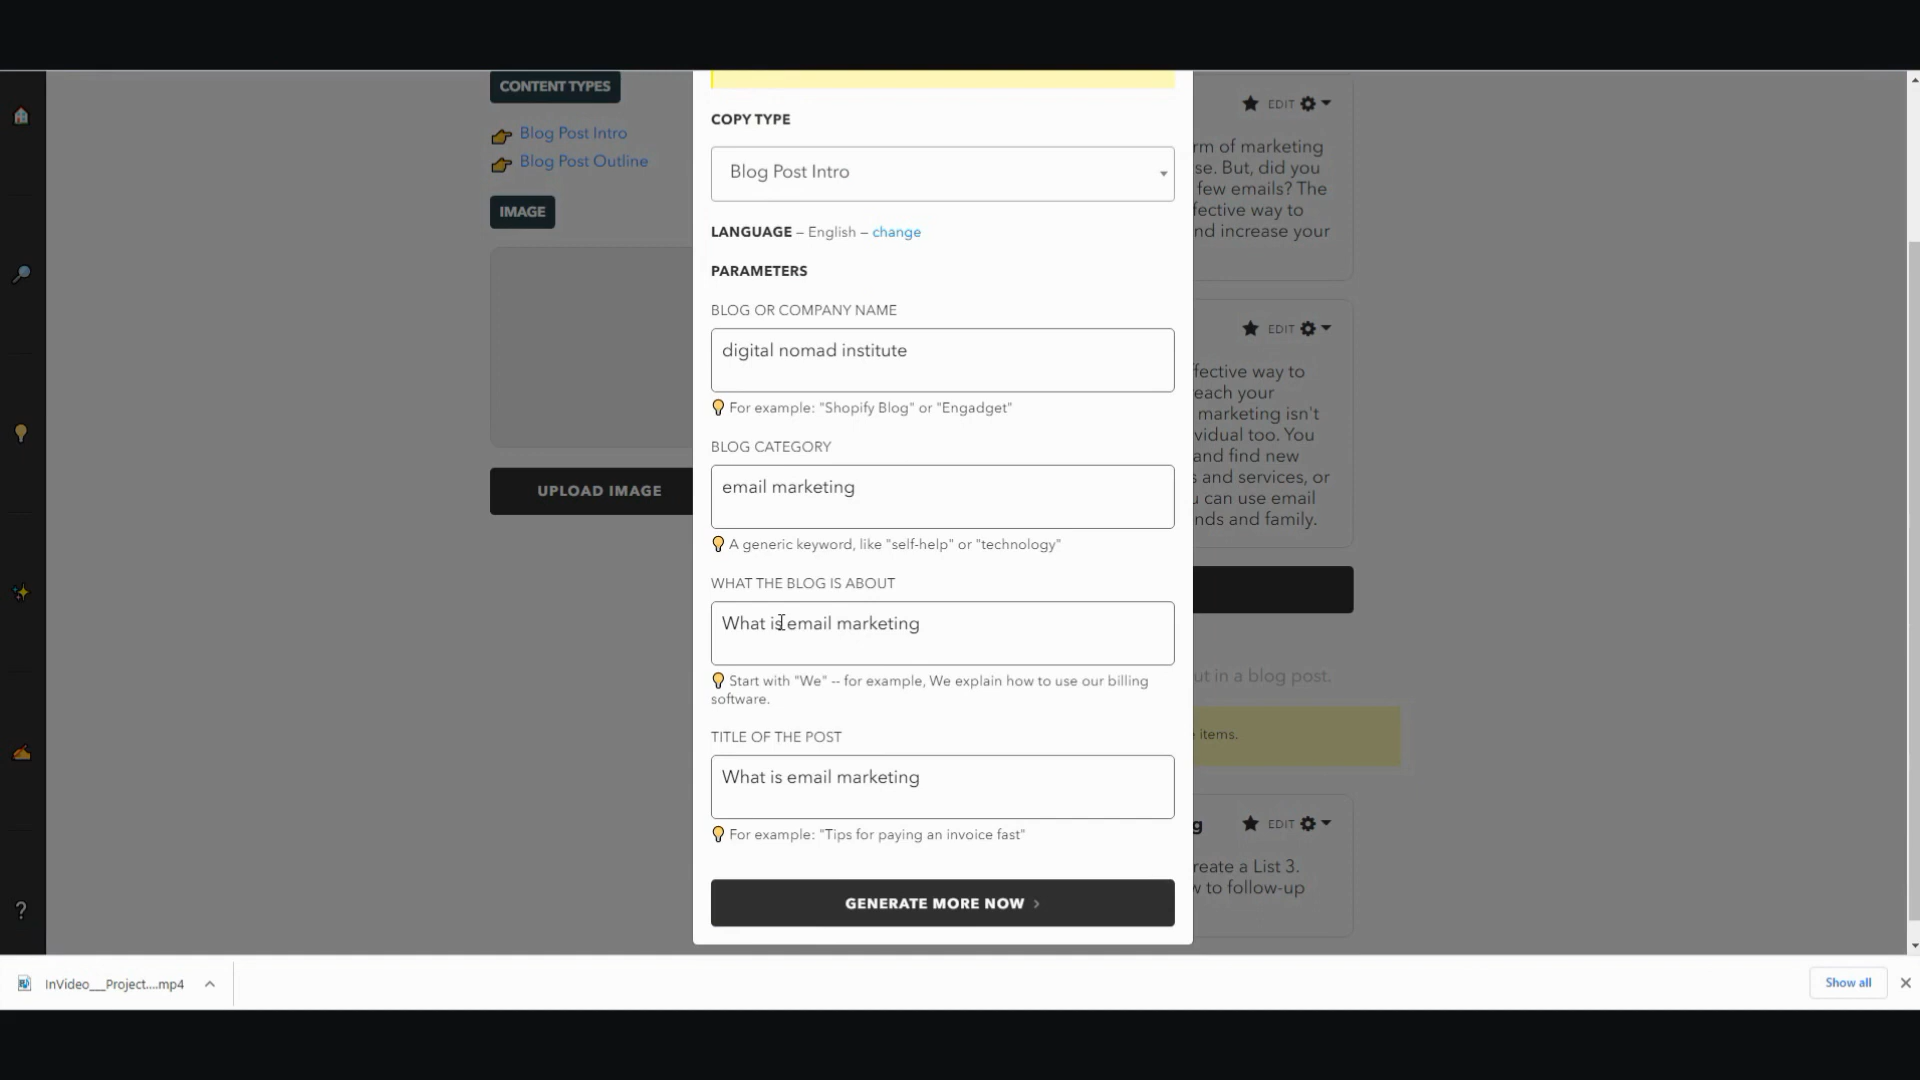 CONTENT TYPES
Blog Post Intro
Blog Post Outline
IMAGE
UPLOAD IMAGE
COPY TYPE
Blog Post Intro
LANGUAGE – English – change
PARAMETERS
BLOG OR COMPANY NAME
digital nomad institute
For example: "Shopify Blog" or "Engadget"
BLOG CATEGORY
email marketing
A generic keyword, like "self-help" or "technology"
WHAT THE BLOG IS ABOUT
What is email marketing
Start with "We" -- for example, We explain how to use our billing
software.
TITLE OF THE POST
What is email marketing
For example: "Tips for paying an invoice fast"
GENERATE MORE NOW
EDIT
rm of marketing
se. But, did you
few emails? The
fective way to
nd increase your
EDIT
ffective way to
each your
marketing isn't
vidual too. You
and find new
s and services, or
u can use email
nds and family.
ut in a blog post.
e items.
g
EDIT
reate a List 3.
w to follow-up
?
InVideo___Project....mp4
Show all